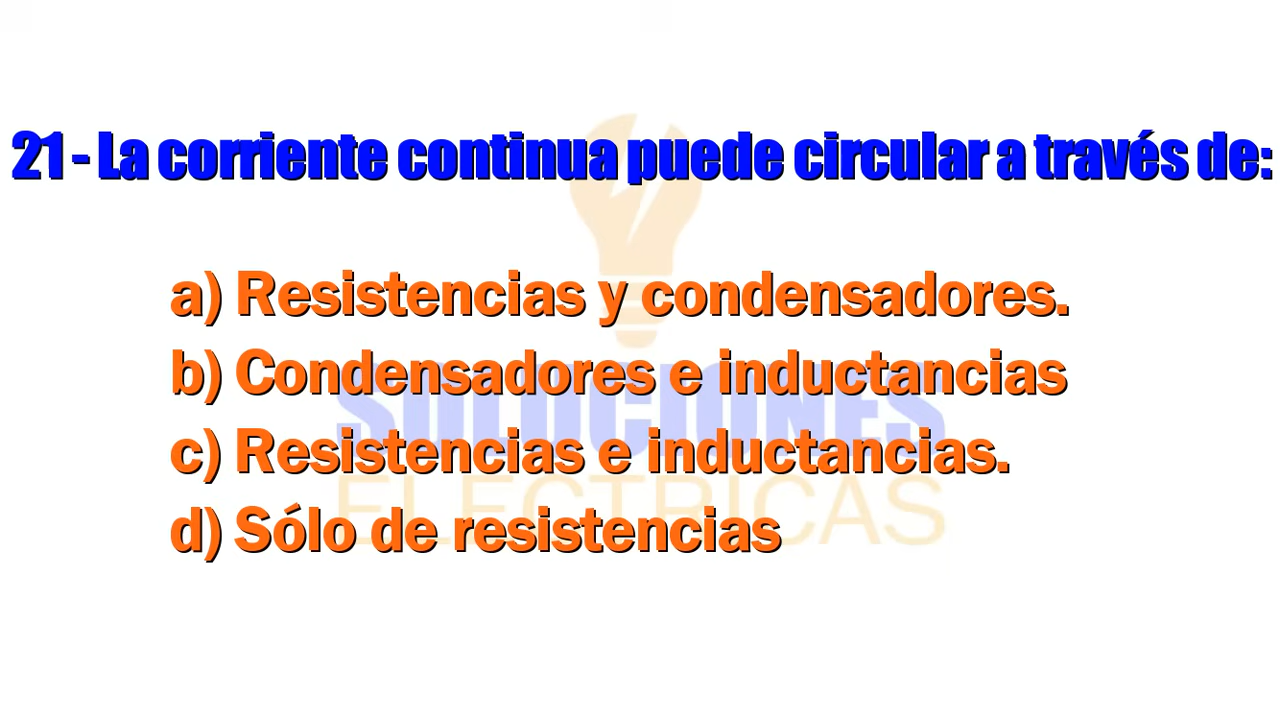 21 - La corriente continua puede circular a través de:
a) Resistencias y condensadores.
b) Condensadores e inductancias
SOLUCIONES
c) Resistencias e inductancias.
ELECTRICAS
d) Sólo de resistencias